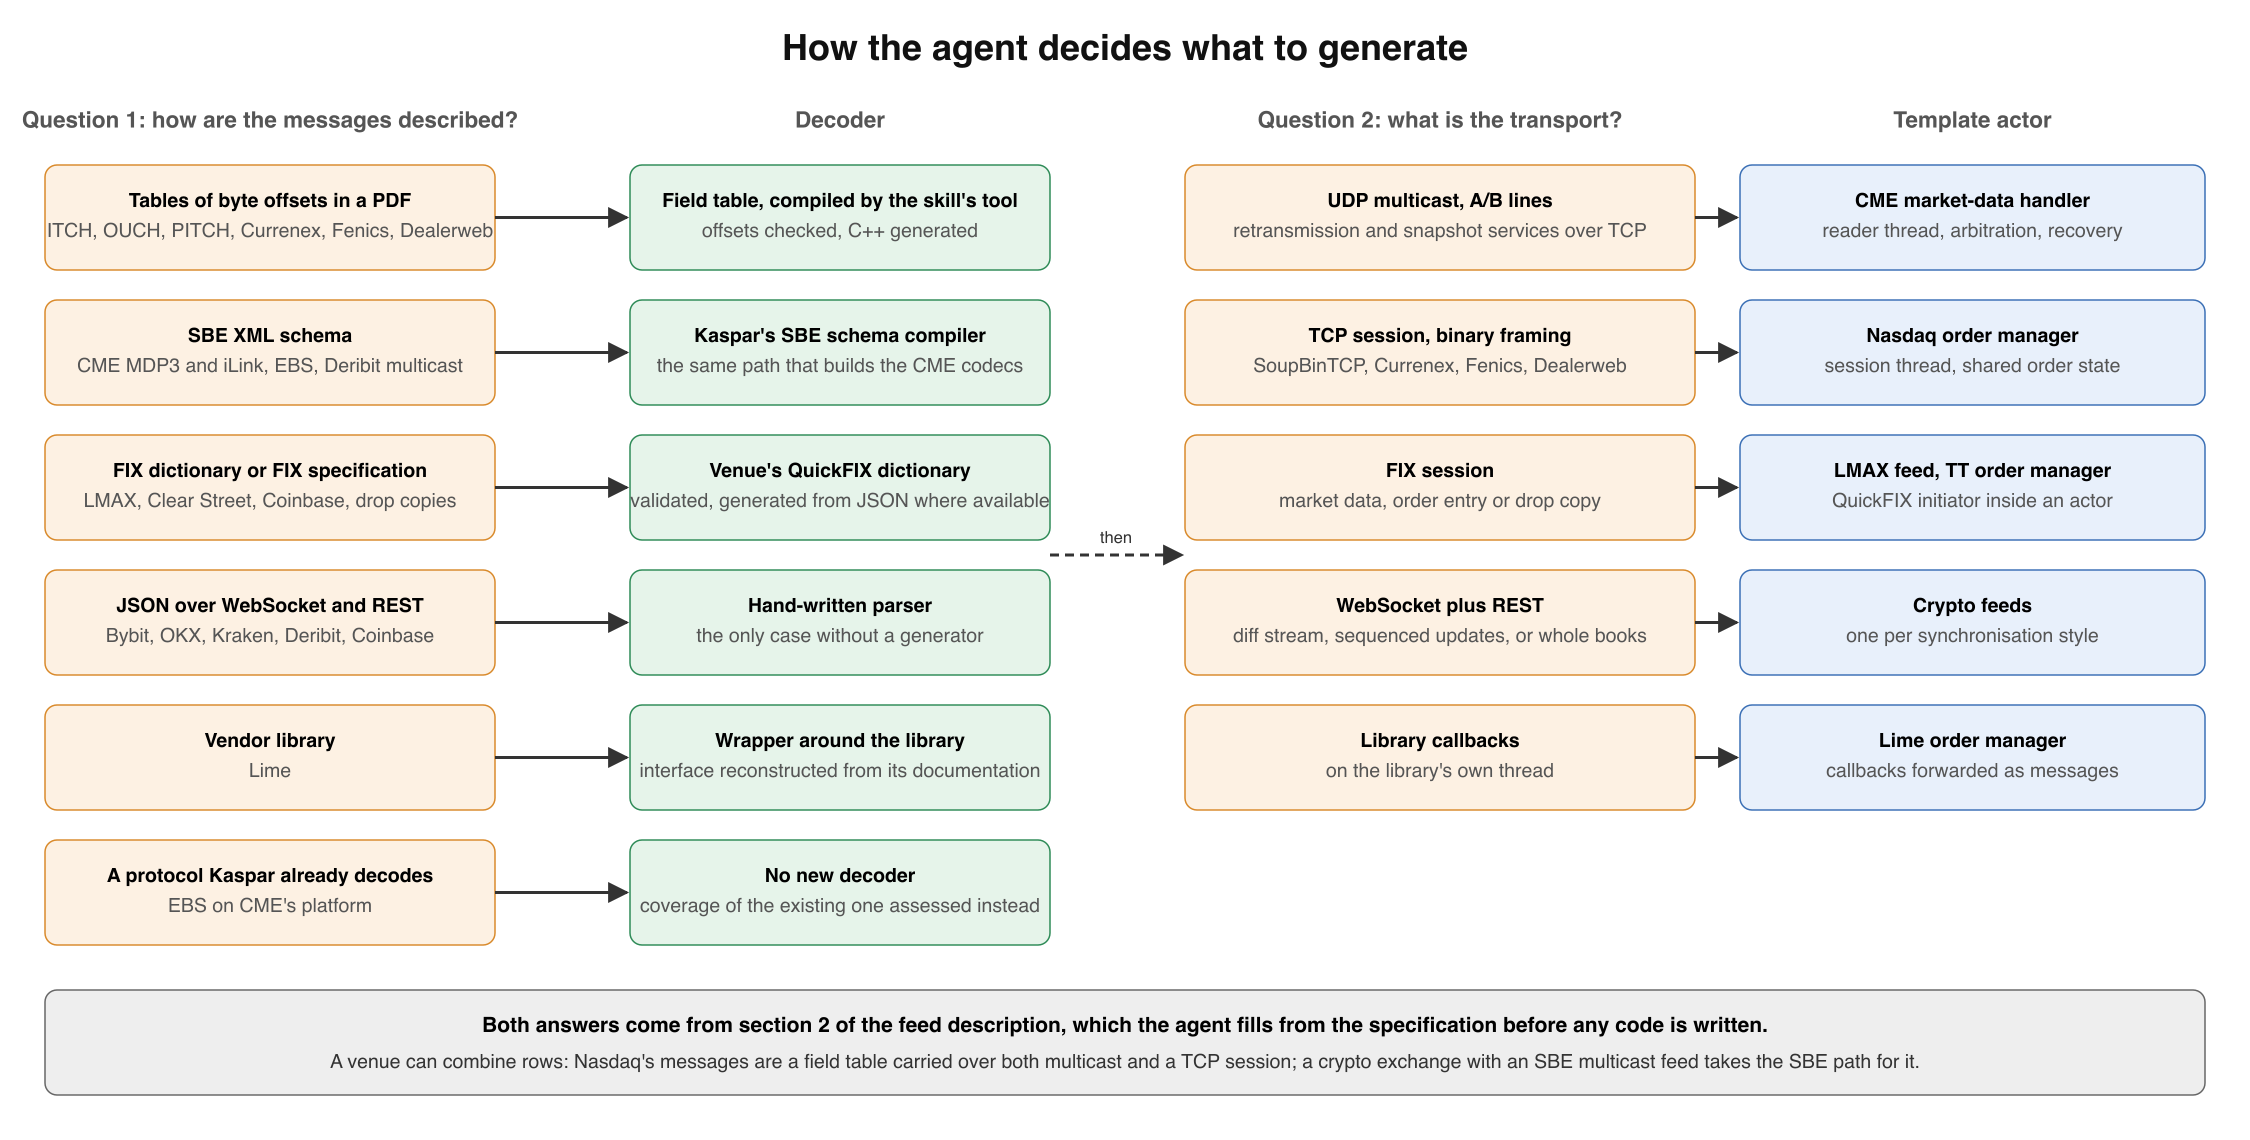 How the agent decides what to generate
Question 1: how are the messages described?
Decoder
Question 2: what is the transport?
Template actor
Tables of byte offsets in a PDF
ITCH, OUCH, PITCH, Currenex, Fenics, Dealerweb
Field table, compiled by the skill's tool
offsets checked, C++ generated
UDP multicast, A/B lines
retransmission and snapshot services over TCP
CME market-data handler
reader thread, arbitration, recovery
SBE XML schema
CME MDP3 and iLink, EBS, Deribit multicast
Kaspar's SBE schema compiler
the same path that builds the CME codecs
TCP session, binary framing
SoupBinTCP, Currenex, Fenics, Dealerweb
Nasdaq order manager
session thread, shared order state
FIX dictionary or FIX specification
LMAX, Clear Street, Coinbase, drop copies
Venue's QuickFIX dictionary
validated, generated from JSON where available
FIX session
market data, order entry or drop copy
LMAX feed, TT order manager
QuickFIX initiator inside an actor
then
JSON over WebSocket and REST
Bybit, OKX, Kraken, Deribit, Coinbase
Hand-written parser
the only case without a generator
WebSocket plus REST
diff stream, sequenced updates, or whole books
Crypto feeds
one per synchronisation style
Vendor library
Lime
Wrapper around the library
interface reconstructed from its documentation
Library callbacks
on the library's own thread
Lime order manager
callbacks forwarded as messages
A protocol Kaspar already decodes
EBS on CME's platform
No new decoder
coverage of the existing one assessed instead
Both answers come from section 2 of the feed description, which the agent fills from the specification before any code is written.
A venue can combine rows: Nasdaq's messages are a field table carried over both multicast and a TCP session; a crypto exchange with an SBE multicast feed takes the SBE path for it.